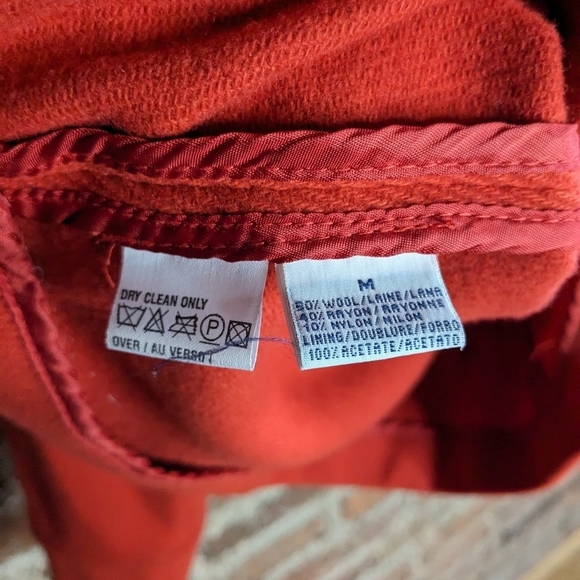 DRY CLEAN ONLY
P
OVER / AU VERSO
M
50% WOOL/LAINE/LANA
40% RAYON/RAYONNE
10% NYLON/NILON
LINING/DOUBLURE/FORRO
100% ACETATE/ACETATO